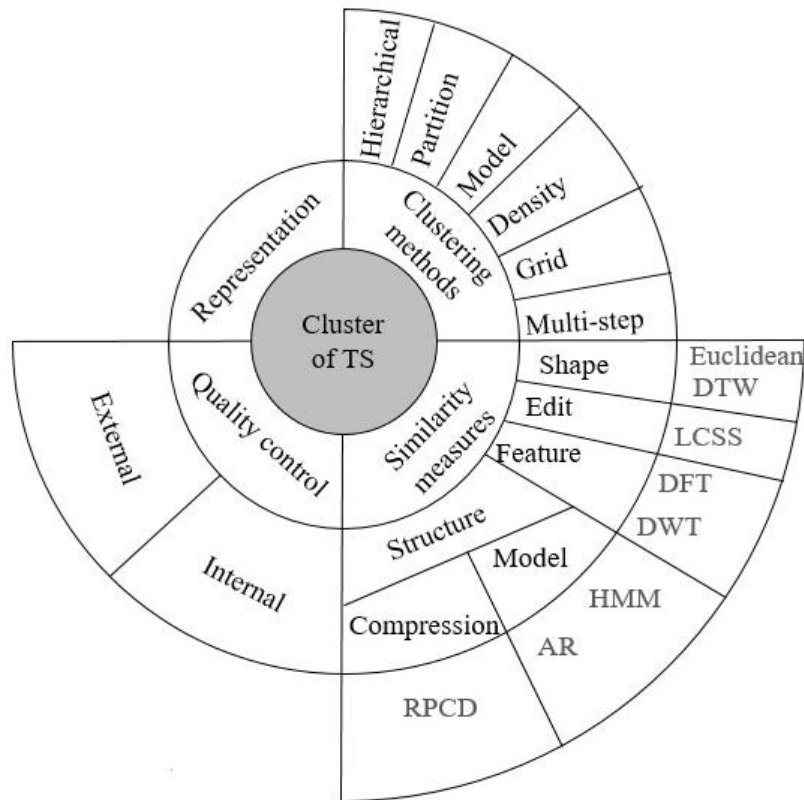 Hierarchical
Partition
Model
Density
Grid
Multi-step
Clustering
methods
Representation
Cluster
of TS
Quality control
External
Internal
Similarity
measures
Shape
Euclidean
DTW
Edit
LCSS
Feature
DFT
DWT
Structure
Model
HMM
AR
Compression
RPCD